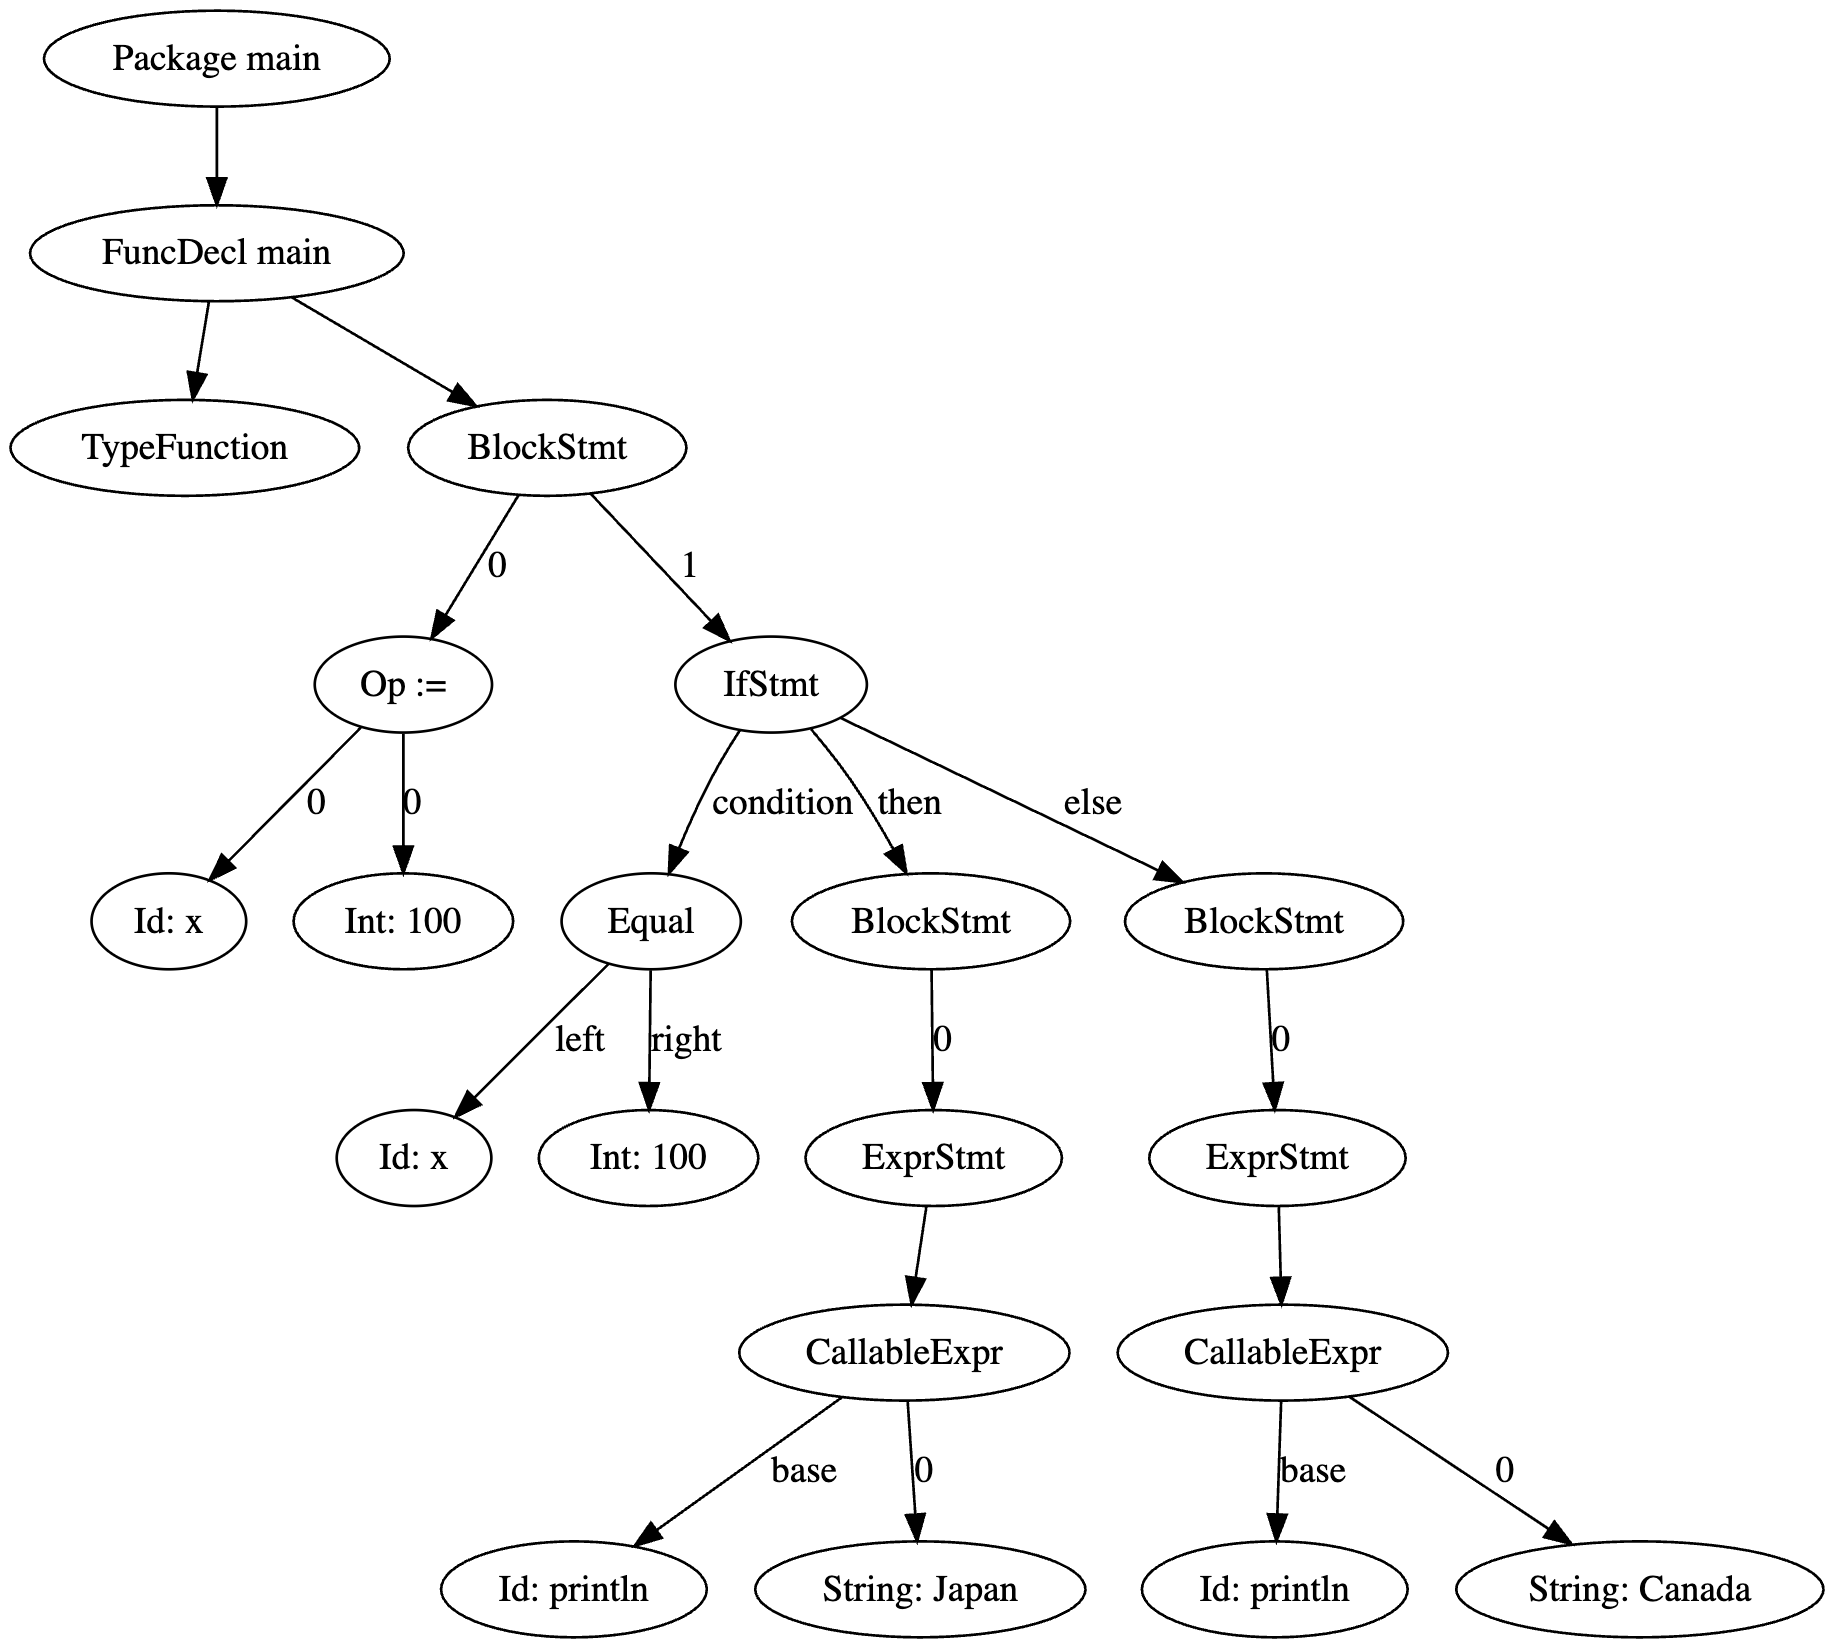 Package main
FuncDecl main
TypeFunction
BlockStmt
0
1
Op :=
IfStmt
0
0
condition
then
else
Id: x
Int: 100
Equal
BlockStmt
BlockStmt
left
right
0
0
Id: x
Int: 100
ExprStmt
ExprStmt
CallableExpr
CallableExpr
base
0
base
0
Id: println
String: Japan
Id: println
String: Canada